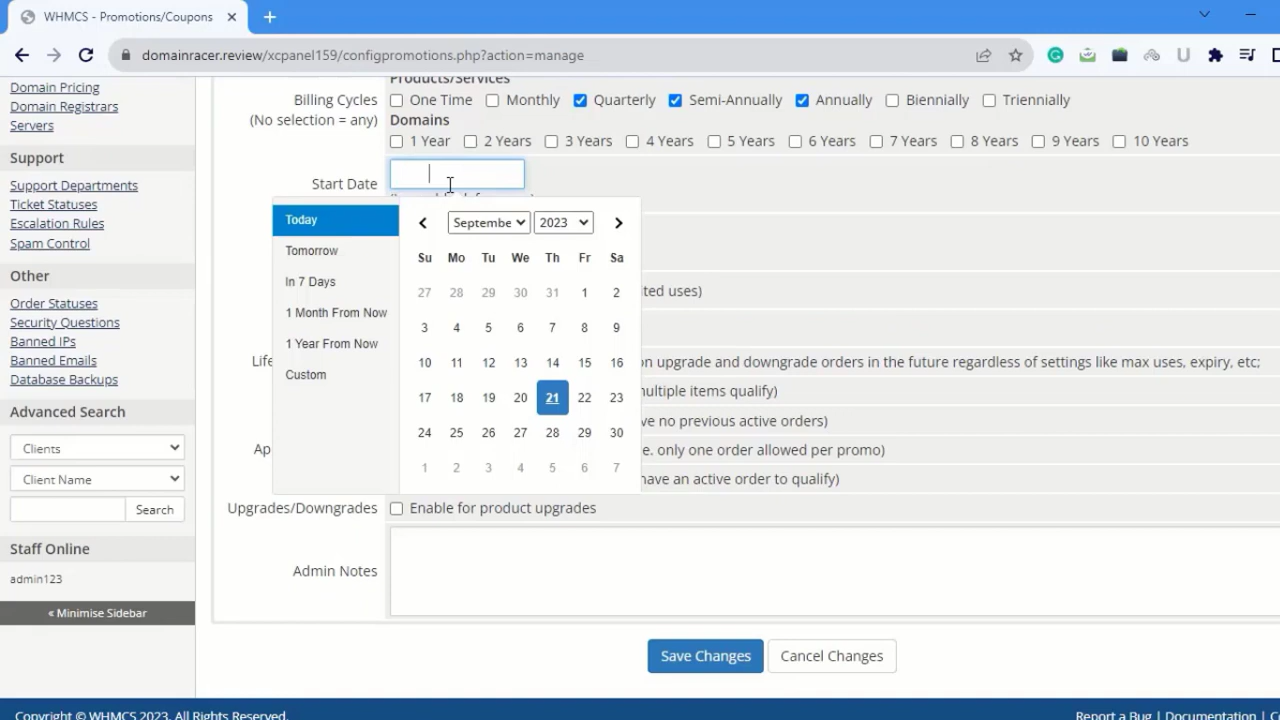 WHMCS - Promotions/Coupons
domainracer.review/xcpanel159/configpromotions.php?action=manage
Domain Pricing
Domain Registrars
Servers
Support
Support Departments
Ticket Statuses
Escalation Rules
Spam Control
Other
Order Statuses
Security Questions
Banned IPs
Banned Emails
Database Backups
Advanced Search
Clients
Client Name
Search
Staff Online
admin123
« Minimise Sidebar
Products/Services
Billing Cycles
(No selection = any)
One Time Monthly Quarterly Semi-Annually Annually Biennially Triennially
Domains
1 Year 2 Years 3 Years 4 Years 5 Years 6 Years 7 Years 8 Years 9 Years 10 Years
Start Date
Today
Tomorrow
In 7 Days
1 Month From Now
1 Year From Now
Custom
Septembe 2023
Su Mo Tu We Th Fr Sa
27 28 29 30 31 1 2
3 4 5 6 7 8 9
10 11 12 13 14 15 16
17 18 19 20 21 22 23
24 25 26 27 28 29 30
1 2 3 4 5 6 7
ted uses)
Life
on upgrade and downgrade orders in the future regardless of settings like max uses, expiry, etc;
multiple items qualify)
ve no previous active orders)
Ap
e. only one order allowed per promo)
have an active order to qualify)
Upgrades/Downgrades
Enable for product upgrades
Admin Notes
Save Changes
Cancel Changes
Copyright © WHMCS 2023. All Rights Reserved.
Report a Bug | Documentation | C